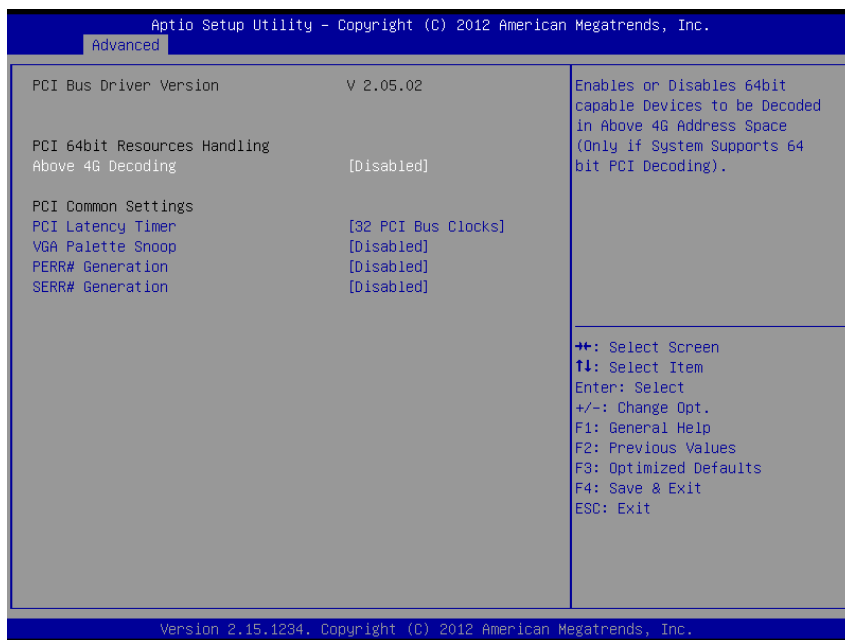 Aptio Setup Utility – Copyright (C) 2012 American Megatrends, Inc.
Advanced
PCI Bus Driver Version V 2.05.02
PCI 64bit Resources Handling
Above 4G Decoding [Disabled]
PCI Common Settings
PCI Latency Timer [32 PCI Bus Clocks]
VGA Palette Snoop [Disabled]
PERR# Generation [Disabled]
SERR# Generation [Disabled]
Enables or Disables 64bit
capable Devices to be Decoded
in Above 4G Address Space
(Only if System Supports 64
bit PCI Decoding).
→←: Select Screen
↑↓: Select Item
Enter: Select
+/-: Change Opt.
F1: General Help
F2: Previous Values
F3: Optimized Defaults
F4: Save & Exit
ESC: Exit
Version 2.15.1234. Copyright (C) 2012 American Megatrends, Inc.